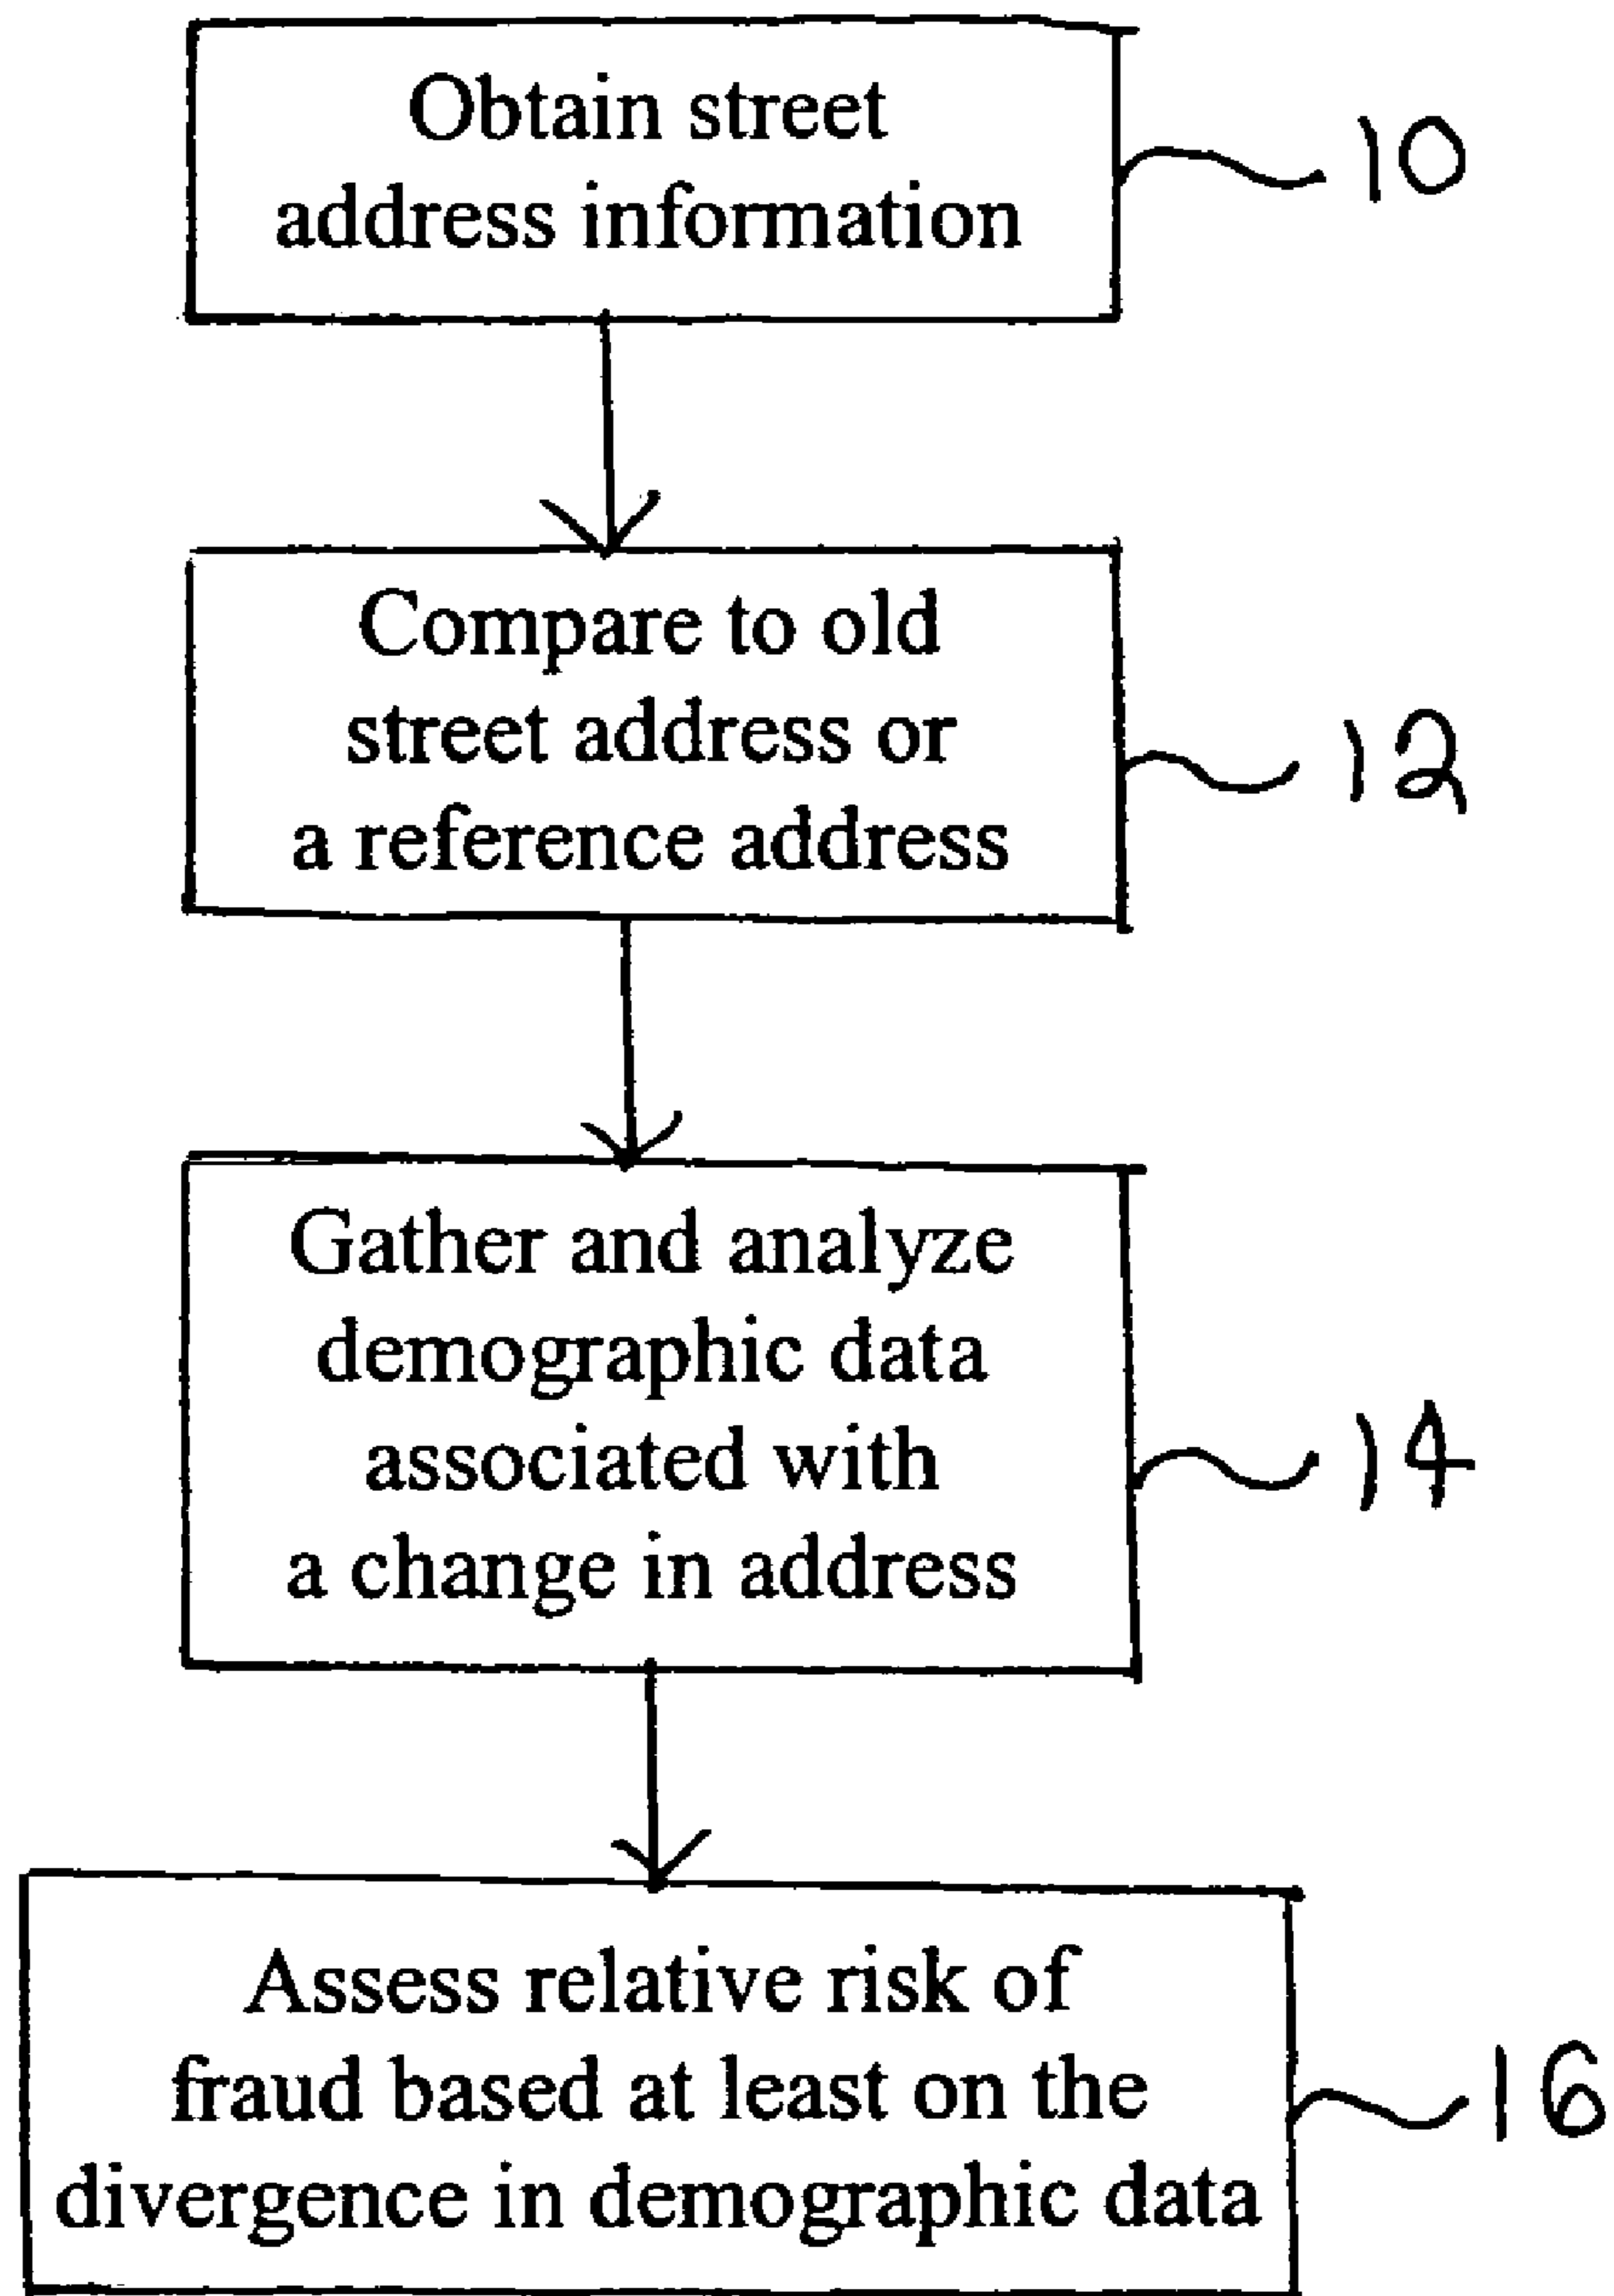 Obtain street
address information
10
Compare to old
street address or
a reference address
12
Gather and analyze
demographic data
associated with
a change in address
14
Assess relative risk of
fraud based at least on the
divergence in demographic data
16